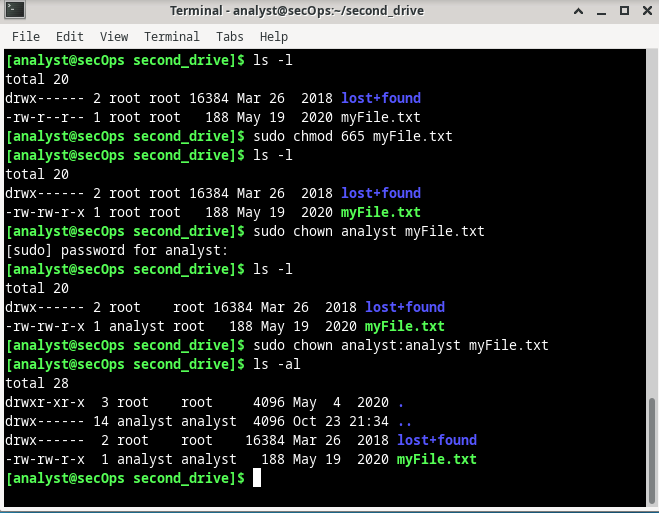 Terminal - analyst@secOps:~/second_drive
File Edit View Terminal Tabs Help
[analyst@secOps second_drive]$ ls -l
total 20
drwx------ 2 root root 16384 Mar 26  2018 lost+found
-rw-r--r-- 1 root root   188 May 19  2020 myFile.txt
[analyst@secOps second_drive]$ sudo chmod 665 myFile.txt
[analyst@secOps second_drive]$ ls -l
total 20
drwx------ 2 root root 16384 Mar 26  2018 lost+found
-rw-rw-r-x 1 root root   188 May 19  2020 myFile.txt
[analyst@secOps second_drive]$ sudo chown analyst myFile.txt
[sudo] password for analyst:
[analyst@secOps second_drive]$ ls -l
total 20
drwx------ 2 root    root 16384 Mar 26  2018 lost+found
-rw-rw-r-x 1 analyst root   188 May 19  2020 myFile.txt
[analyst@secOps second_drive]$ sudo chown analyst:analyst myFile.txt
[analyst@secOps second_drive]$ ls -al
total 28
drwxr-xr-x  3 root    root     4096 May  4  2020 .
drwx------ 14 analyst analyst  4096 Oct 23 21:34 ..
drwx------  2 root    root    16384 Mar 26  2018 lost+found
-rw-rw-r-x  1 analyst analyst   188 May 19  2020 myFile.txt
[analyst@secOps second_drive]$